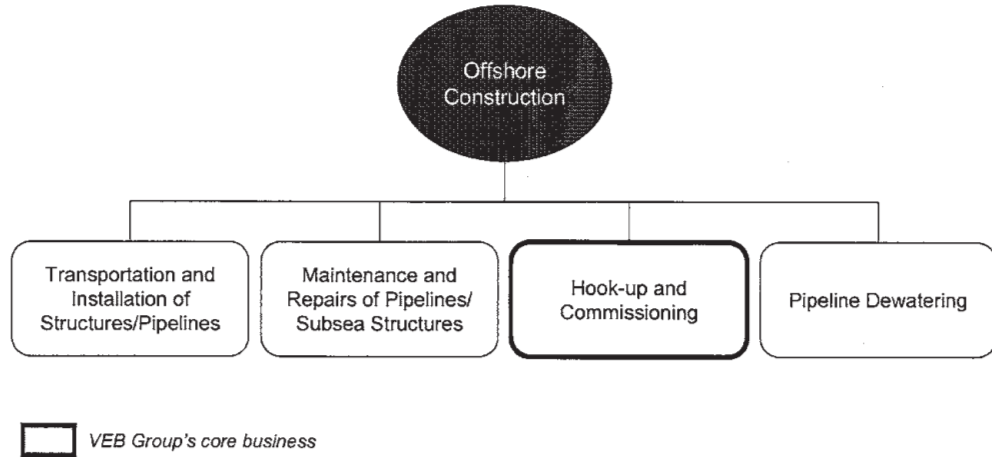 Offshore
Construction
Transportation and
Installation of
Structures/Pipelines
Maintenance and
Repairs of Pipelines/
Subsea Structures
Hook-up and
Commissioning
Pipeline Dewatering
VEB Group's core business